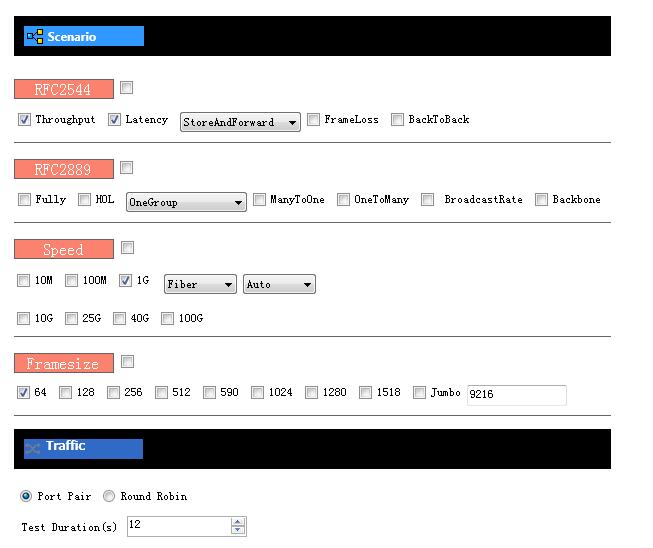 Scenario
RFC2544
Throughput Latency StoreAndForward FrameLoss BackToBack
RFC2889
Fully HOL OneGroup ManyToOne OneToMany BroadcastRate Backbone
Speed
10M 100M 1G Fiber Auto
10G 25G 40G 100G
Framesize
64 128 256 512 590 1024 1280 1518 Jumbo 9216
Traffic
Port Pair Round Robin
Test Duration(s) 12